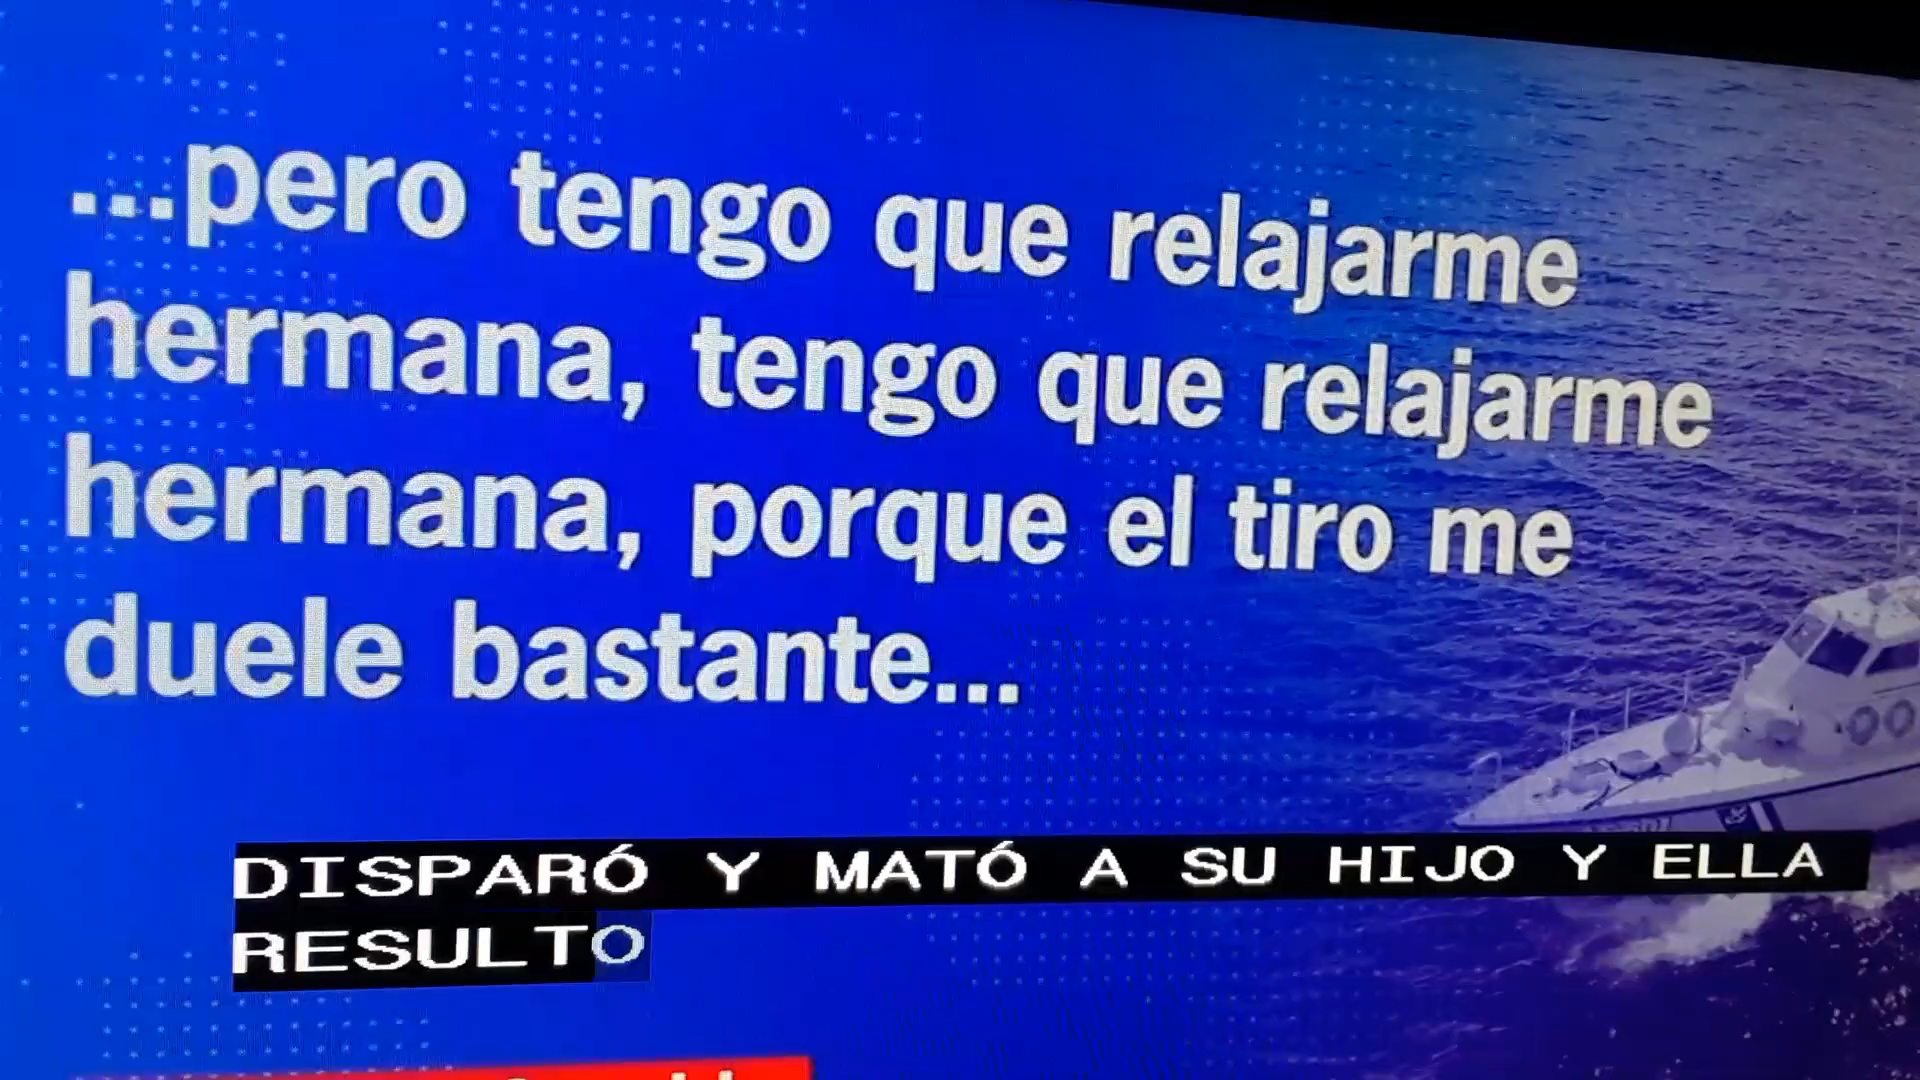 ...pero tengo que relajarme
hermana, tengo que relajarme
hermana, porque el tiro me
duele bastante...
DISPARÓ Y MATÓ A SU HIJO Y ELLA
RESULTO